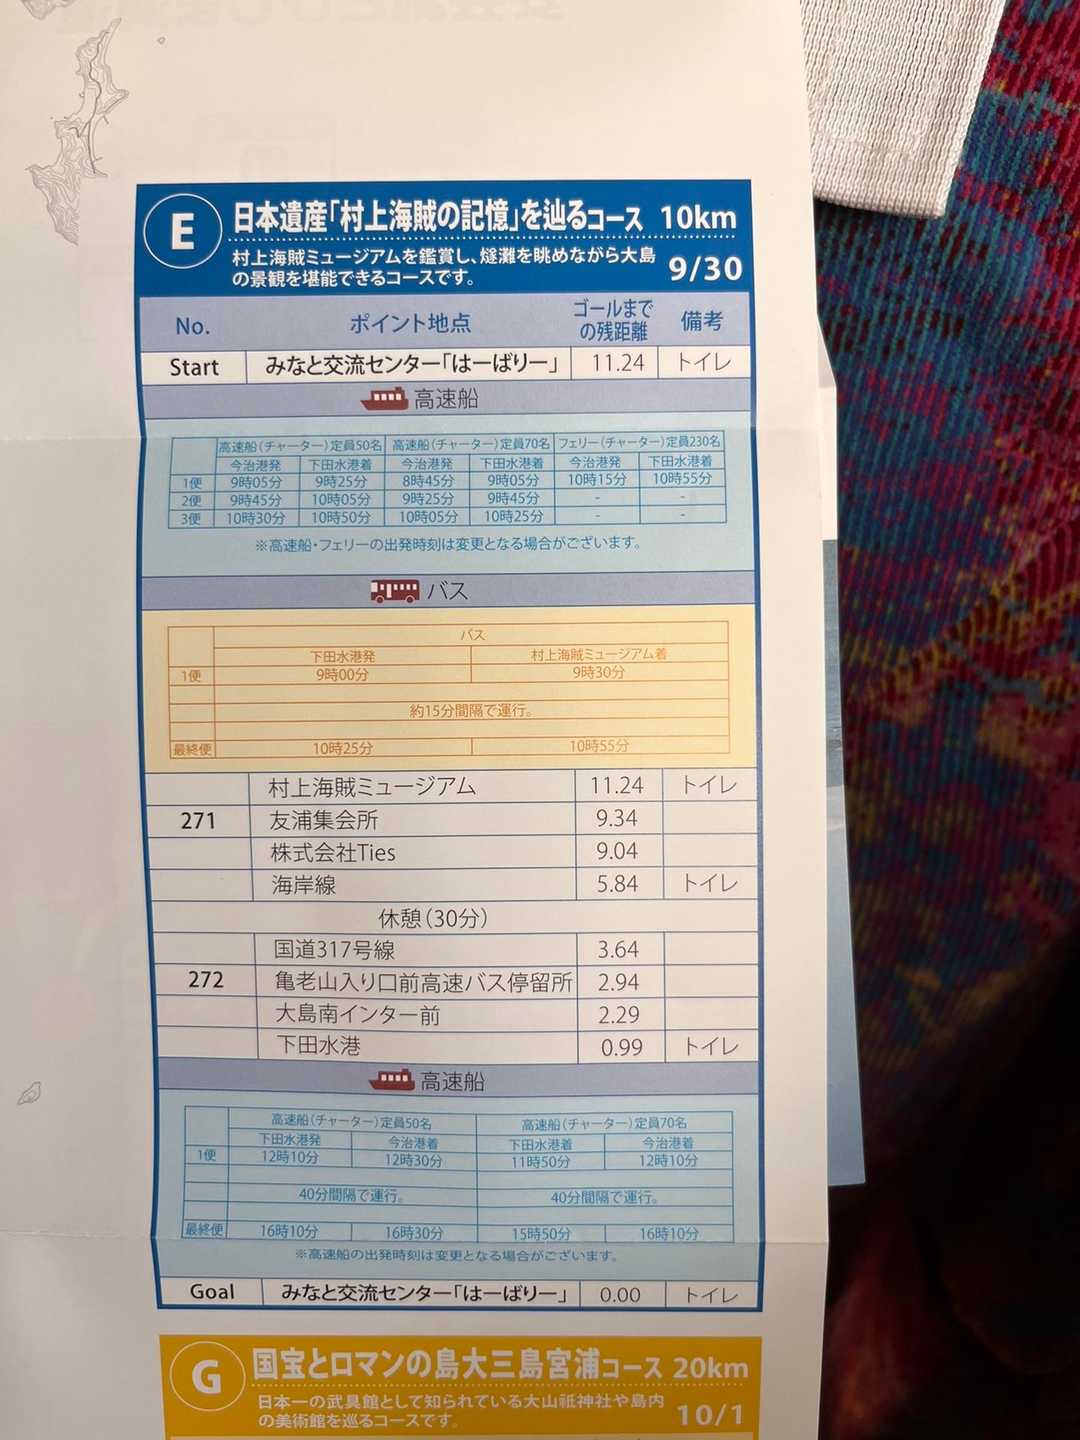 E 日本遺産「村上海賊の記憶」を辿るコース 10km
村上海賊ミュージアムを鑑賞し、燧灘を眺めながら大島
の景観を堪能できるコースです。 9/30
No. ポイント地点 ゴールまで の残距離 備考
Start みなと交流センター「はーばりー」 11.24 トイレ
高速船
高速船（チャーター）定員50名 高速船（チャーター）定員70名 フェリー（チャーター）定員230名
今治港発 下田水港着 今治港発 下田水港着 今治港発 下田水港着
1便 9時05分 9時25分 8時45分 9時05分 10時15分 10時55分
2便 9時45分 10時05分 9時25分 9時45分 - -
3便 10時30分 10時50分 10時05分 10時25分 - -
※高速船・フェリーの出発時刻は変更となる場合がございます。
バス
バス
下田水港発 村上海賊ミュージアム着
1便 9時00分 9時30分
約15分間隔で運行。
最終便 10時25分 10時55分
村上海賊ミュージアム 11.24 トイレ
271 友浦集会所 9.34
株式会社Ties 9.04
海岸線 5.84 トイレ
休憩（30分）
国道317号線 3.64
272 亀老山入り口前高速バス停留所 2.94
大島南インター前 2.29
下田水港 0.99 トイレ
高速船
高速船（チャーター）定員50名 高速船（チャーター）定員70名
下田水港発 今治港着 下田水港着 今治港着
1便 12時10分 12時30分 11時50分 12時10分
40分間隔で運行。 40分間隔で運行。
最終便 16時10分 16時30分 15時50分 16時10分
※高速船の出発時刻は変更となる場合がございます。
Goal みなと交流センター「はーばりー」 0.00 トイレ
G 国宝とロマンの島大三島宮浦コース 20km
日本一の武具館として知られている大山祇神社や島内
の美術館を巡るコースです。 10/1